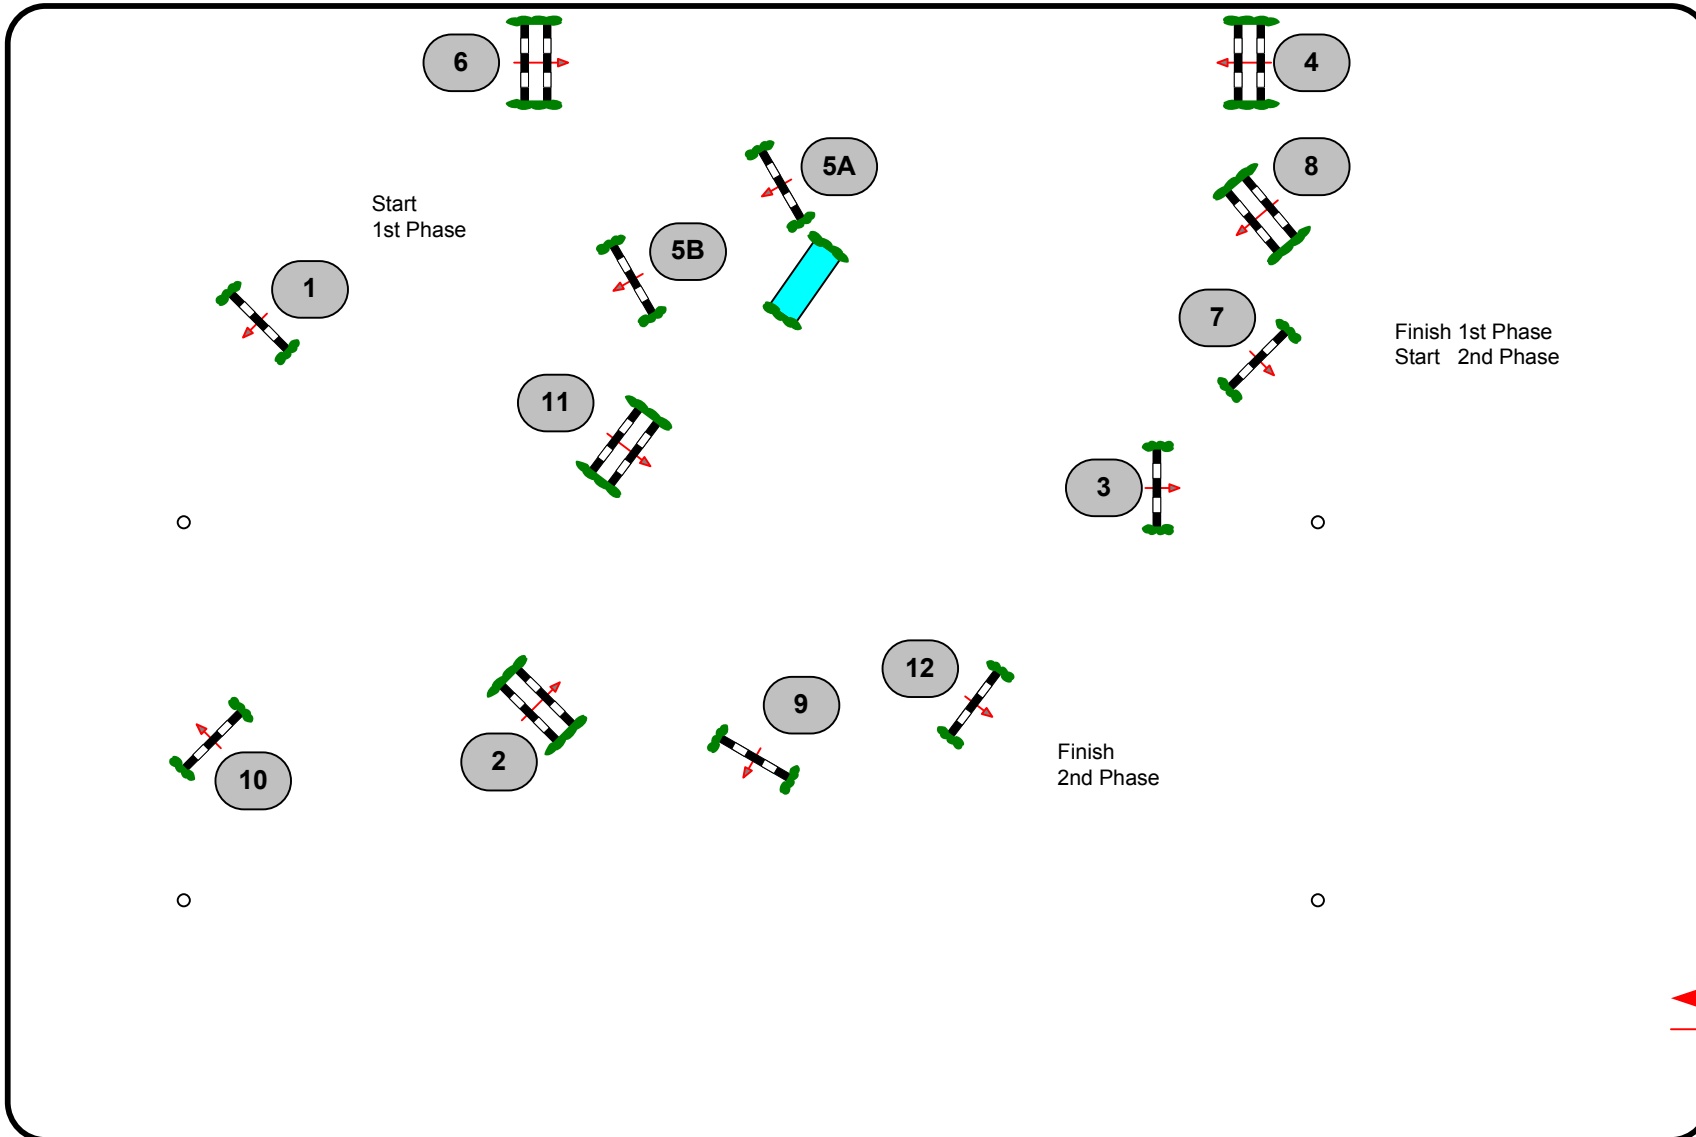 6
4
5A
8
Start
1st Phase
5B
1
7
Finish 1st Phase
Start 2nd Phase
11
3
12
9
2
10
Finish
2nd Phase